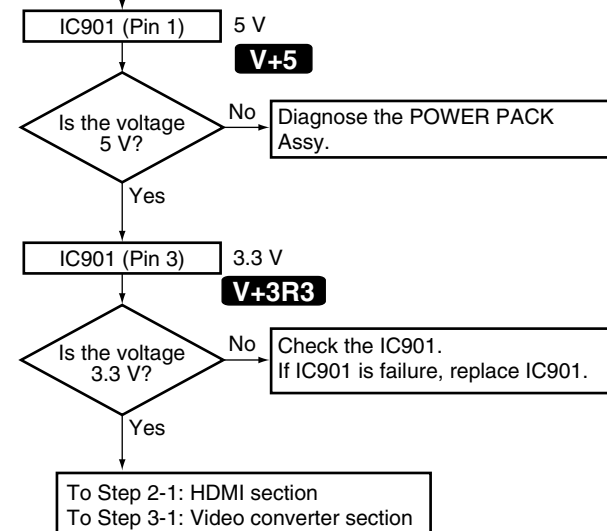 IC901 (Pin 1)
5 V
V+5
Is the voltage
5 V?
No
Diagnose the POWER PACK
Assy.
Yes
IC901 (Pin 3)
3.3 V
V+3R3
Is the voltage
3.3 V?
No
Check the IC901.
If IC901 is failure, replace IC901.
Yes
To Step 2-1: HDMI section
To Step 3-1: Video converter section